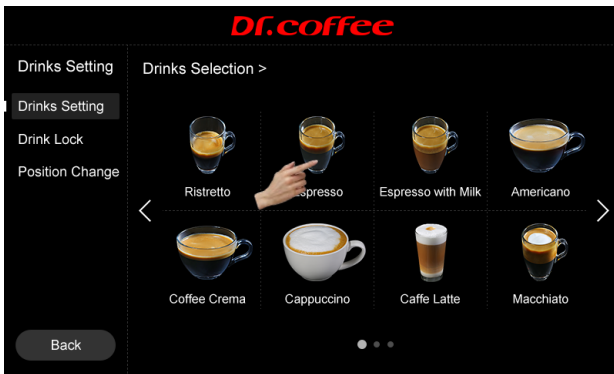 Dr.coffee
Drinks Setting
Drinks Selection >
Drinks Setting
Drink Lock
Position Change
Ristretto
Espresso with Milk
Americano
Coffee Crema
Cappuccino
Caffe Latte
Macchiato
Back